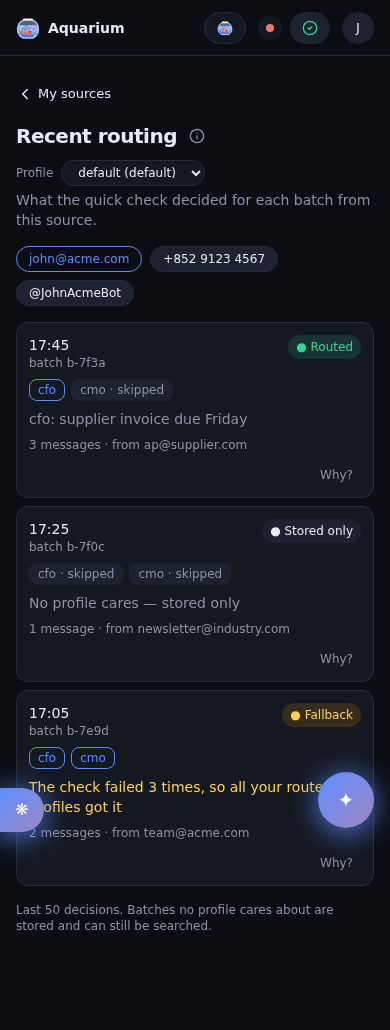 Aquarium
J
My sources
Recent routing
Profile default (default)
What the quick check decided for each batch from
this source.
john@acme.com +852 9123 4567
@JohnAcmeBot
17:45 Routed
batch b-7f3a
cfo cmo · skipped
cfo: supplier invoice due Friday
3 messages · from ap@supplier.com
Why?
17:25 Stored only
batch b-7f0c
cfo · skipped cmo · skipped
No profile cares — stored only
1 message · from newsletter@industry.com
Why?
17:05 Fallback
batch b-7e9d
cfo cmo
The check failed 3 times, so all your
got it
2 messages · from team@acme.com
Why?
Last 50 decisions. Batches no profile cares about are
stored and can still be searched.